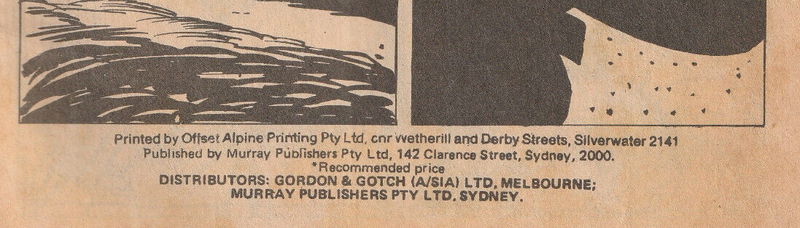 Printed by Offset Alpine Printing Pty Ltd, cnr Wetherill and Derby Streets, Silverwater 2141
Published by Murray Publishers Pty Ltd, 142 Clarence Street, Sydney, 2000.
*Recommended price
DISTRIBUTORS: GORDON & GOTCH (A/SIA) LTD, MELBOURNE;
MURRAY PUBLISHERS PTY LTD. SYDNEY.